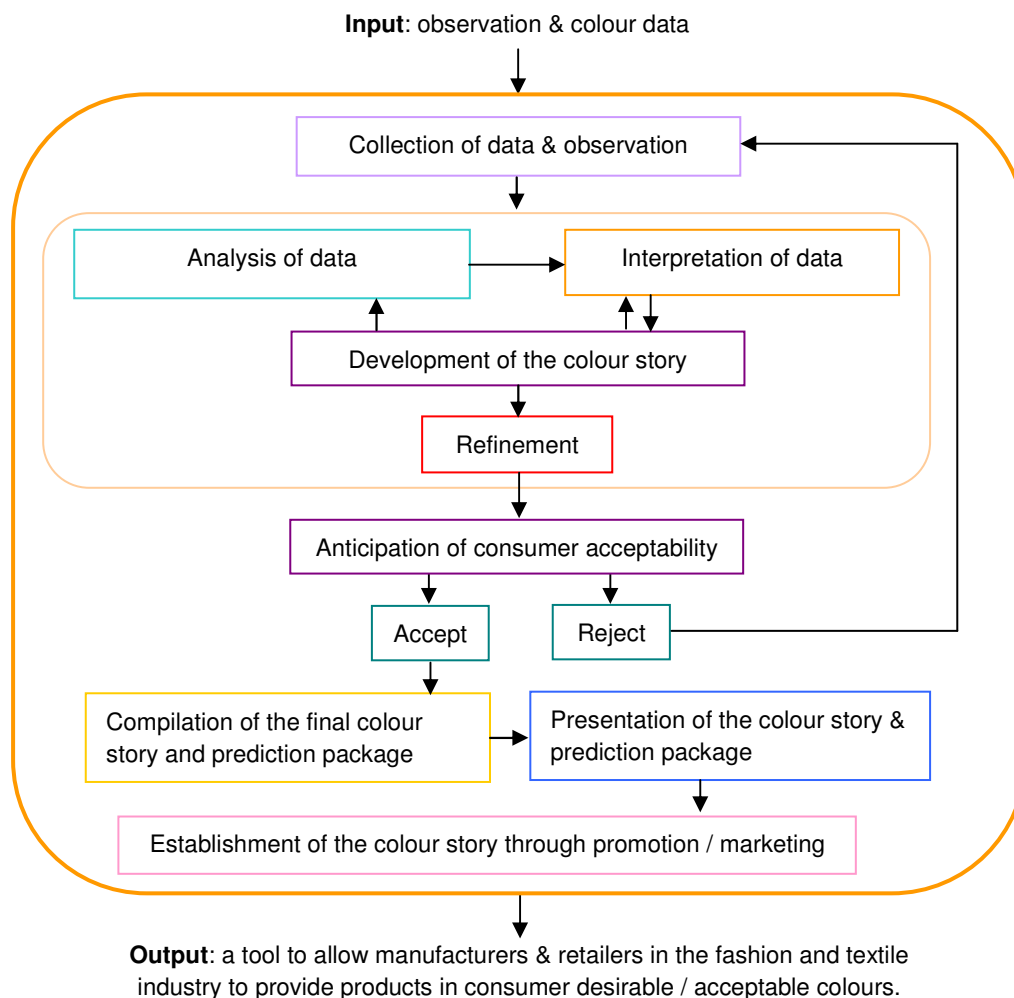 Input: observation & colour data
Collection of data & observation
Analysis of data
Interpretation of data
Development of the colour story
Refinement
Anticipation of consumer acceptability
Accept
Reject
Compilation of the final colour
story and prediction package
Presentation of the colour story &
prediction package
Establishment of the colour story through promotion / marketing
Output: a tool to allow manufacturers & retailers in the fashion and textile
industry to provide products in consumer desirable / acceptable colours.